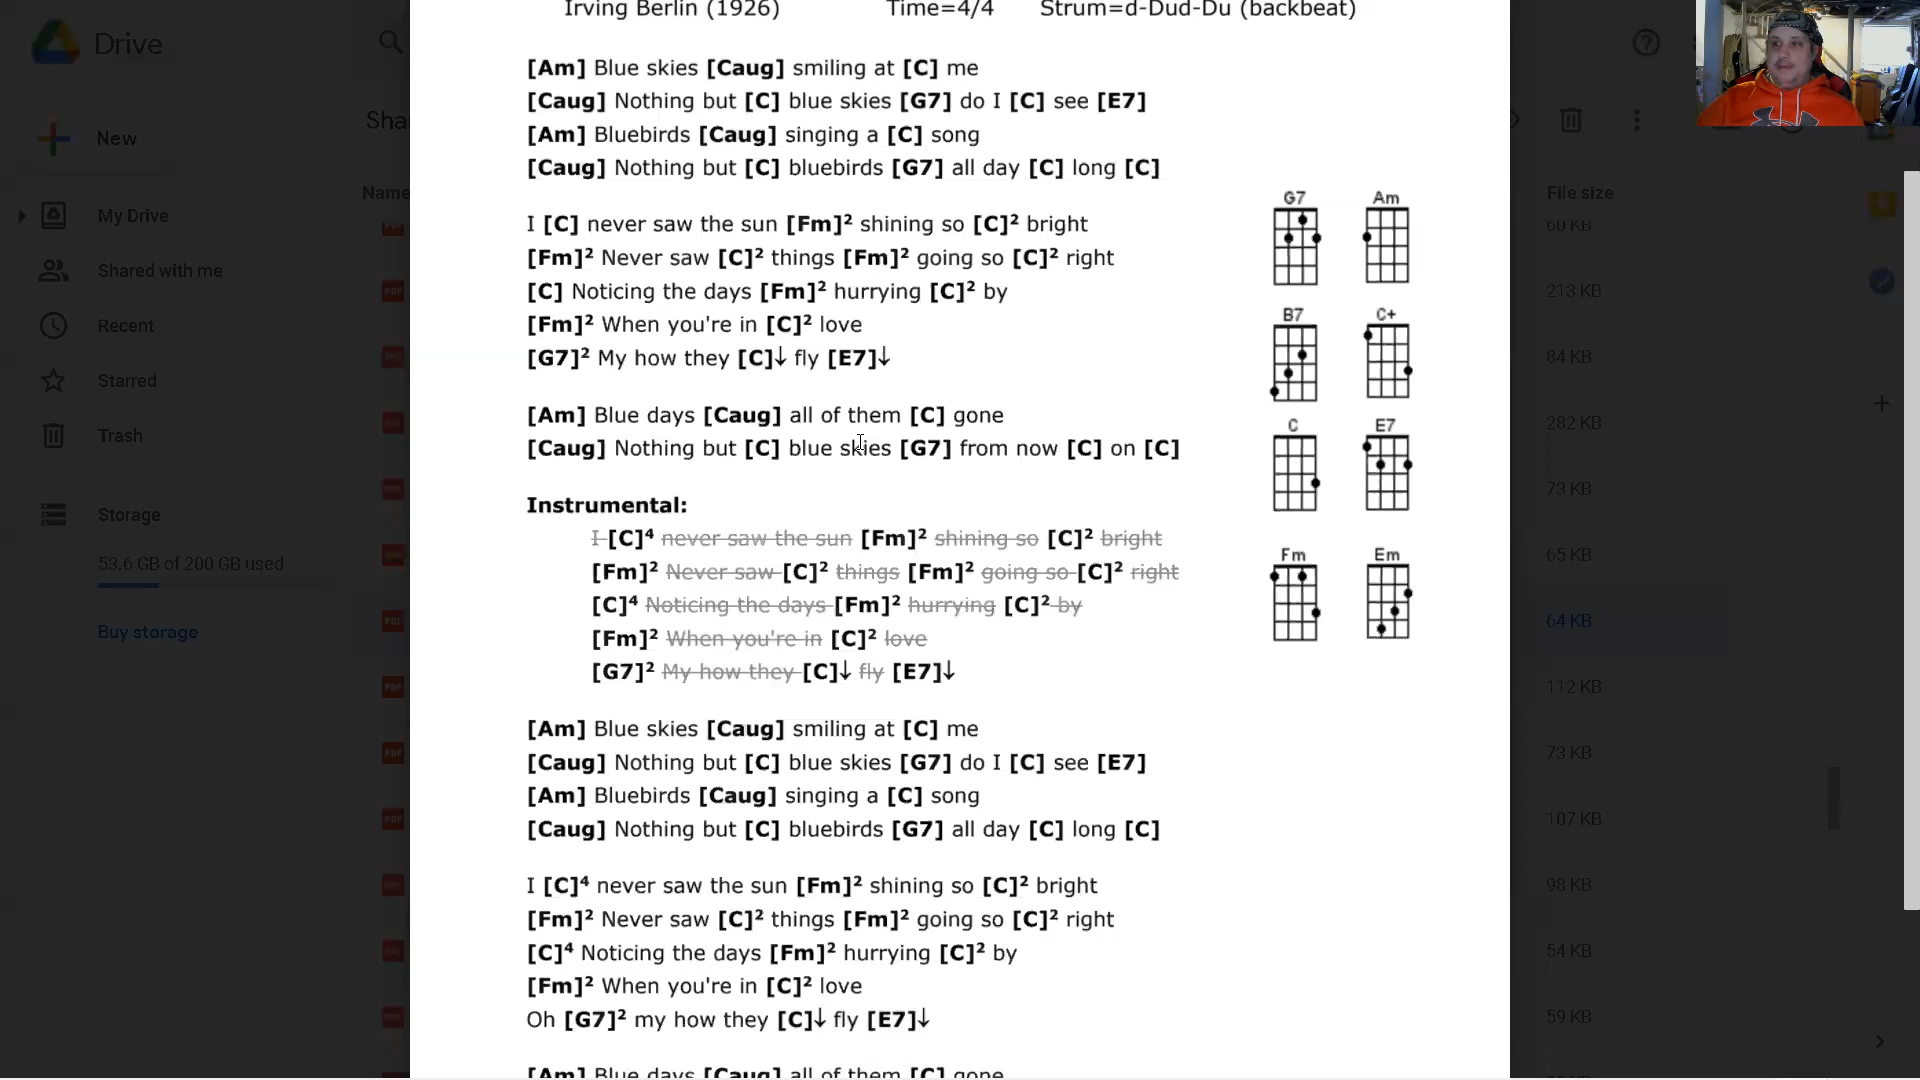 Drive
New
My Drive
Shared with me
Recent
Starred
Trash
Storage
53.6 GB of 200 GB used
Buy storage
Sha
Name
Irving Berlin (1926) Time=4/4 Strum=d-Dud-Du (backbeat)
[Am] Blue skies [Caug] smiling at [C] me
[Caug] Nothing but [C] blue skies [G7] do I [C] see [E7]
[Am] Bluebirds [Caug] singing a [C] song
[Caug] Nothing but [C] bluebirds [G7] all day [C] long [C]
I [C] never saw the sun [Fm]² shining so [C]² bright
[Fm]² Never saw [C]² things [Fm]² going so [C]² right
[C] Noticing the days [Fm]² hurrying [C]² by
[Fm]² When you're in [C]² love
[G7]² My how they [C]↓ fly [E7]↓
[Am] Blue days [Caug] all of them [C] gone
[Caug] Nothing but [C] blue skies [G7] from now [C] on [C]
Instrumental:
I [C]⁴ never saw the sun [Fm]² shining so [C]² bright
[Fm]² Never saw [C]² things [Fm]² going so [C]² right
[C]⁴ Noticing the days [Fm]² hurrying [C]² by
[Fm]² When you're in [C]² love
[G7]² My how they [C]↓ fly [E7]↓
[Am] Blue skies [Caug] smiling at [C] me
[Caug] Nothing but [C] blue skies [G7] do I [C] see [E7]
[Am] Bluebirds [Caug] singing a [C] song
[Caug] Nothing but [C] bluebirds [G7] all day [C] long [C]
I [C]⁴ never saw the sun [Fm]² shining so [C]² bright
[Fm]² Never saw [C]² things [Fm]² going so [C]² right
[C]⁴ Noticing the days [Fm]² hurrying [C]² by
[Fm]² When you're in [C]² love
Oh [G7]² my how they [C]↓ fly [E7]↓
[Am] Blue days [Caug] all of them [C] gone
G7 Am
B7 C+
C E7
Fm Em
File size
60 KB
213 KB
84 KB
282 KB
73 KB
65 KB
64 KB
112 KB
73 KB
107 KB
98 KB
54 KB
59 KB